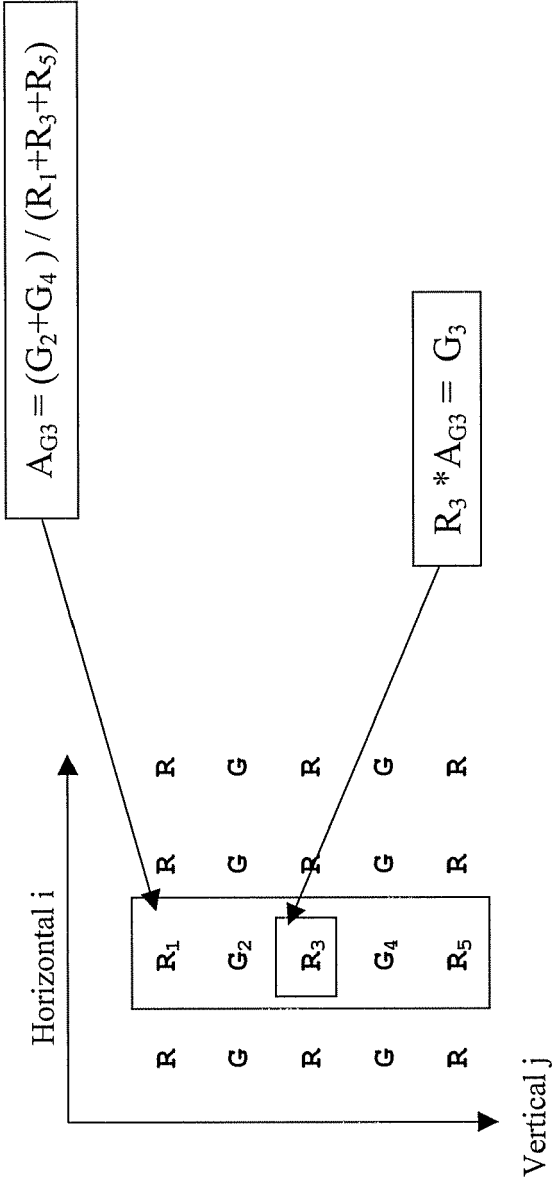 Horizontal i
A_G3 = (G₂+G₄ ) / (R₁+R₃+R₅)
R R₁ R R
G G₂ G G
R R₃ R R
G G₄ G G
R R₅ R R
R₃ *A_G3 = G₃
Vertical j